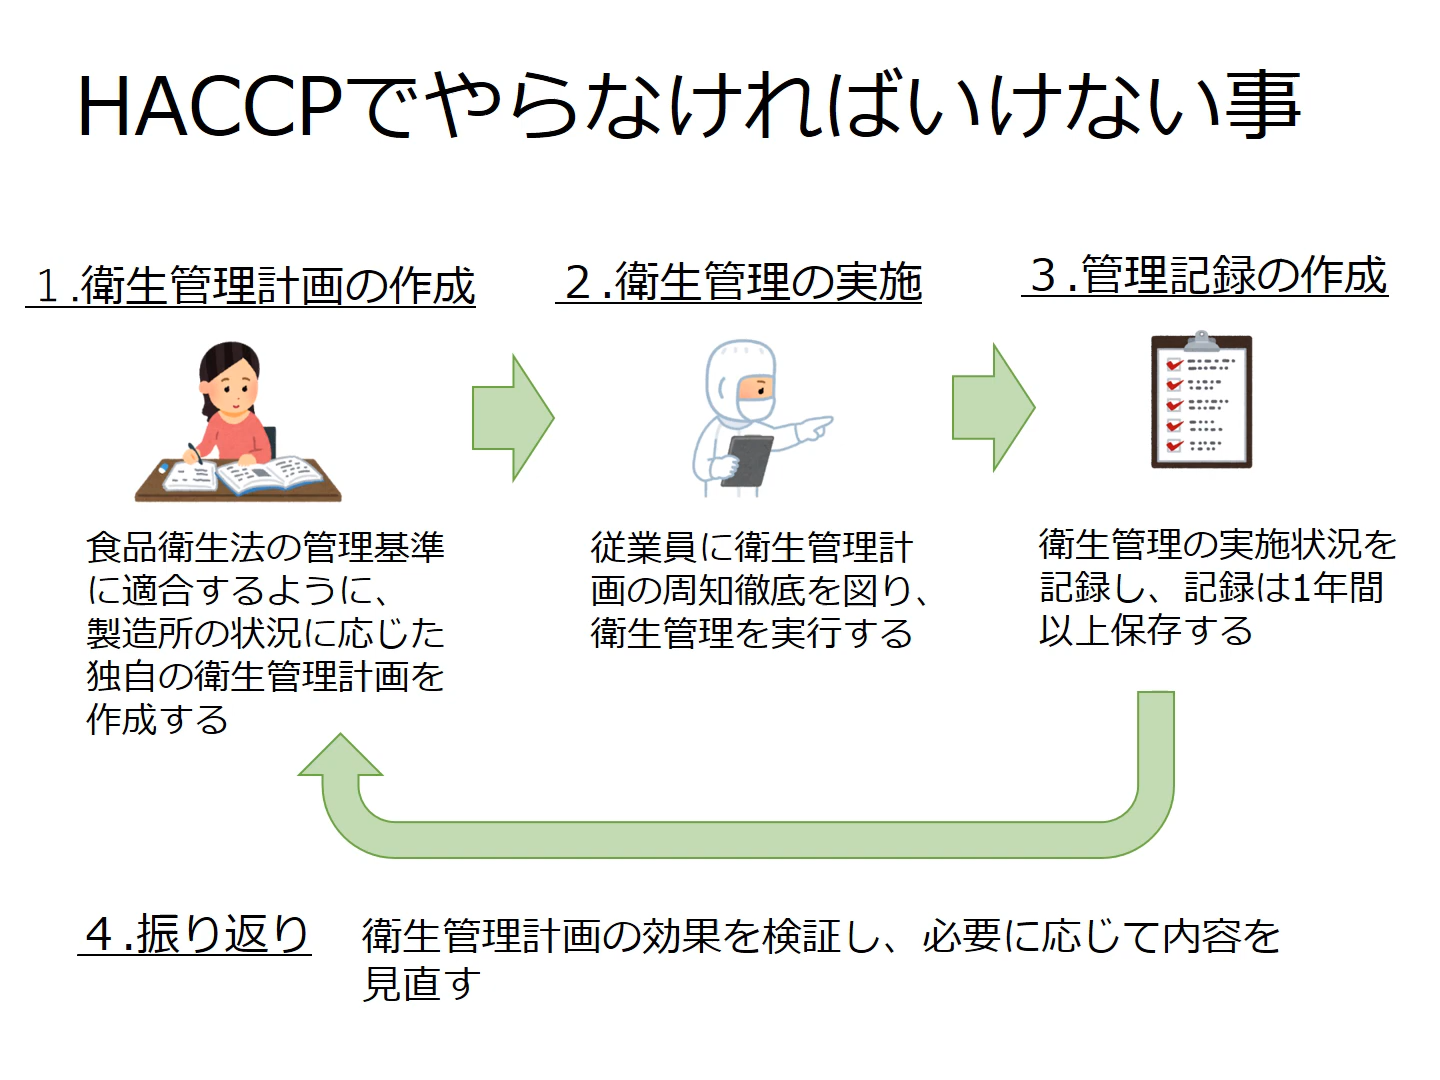 HACCPでやらなければいけない事
１.衛生管理計画の作成
２.衛生管理の実施
３.管理記録の作成
食品衛生法の管理基準
に適合するように、
製造所の状況に応じた
独自の衛生管理計画を
作成する
従業員に衛生管理計
画の周知徹底を図り、
衛生管理を実行する
衛生管理の実施状況を
記録し、記録は1年間
以上保存する
４.振り返り
衛生管理計画の効果を検証し、必要に応じて内容を
見直す